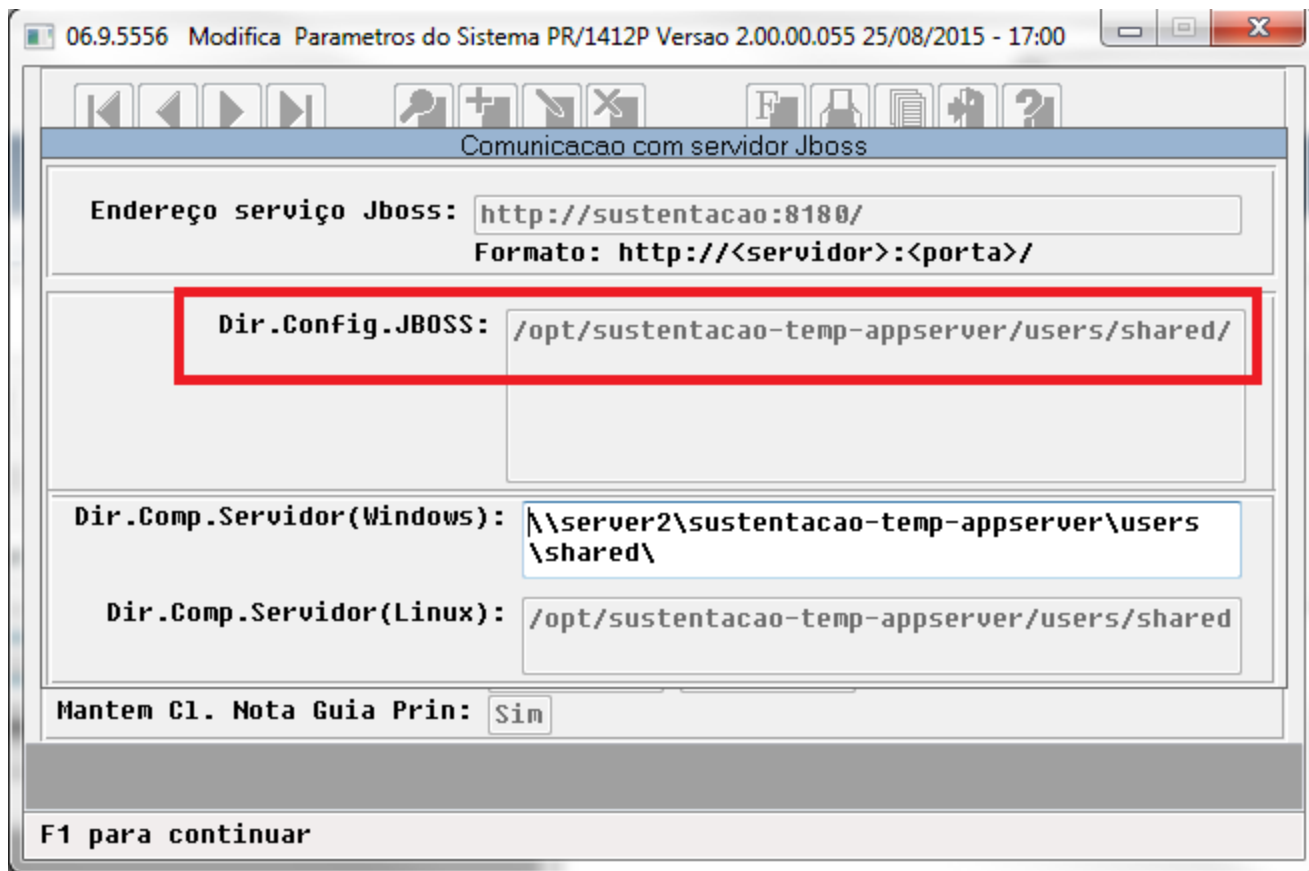 06.9.5556 Modifica Parametros do Sistema PR/1412P Versao 2.00.00.055 25/08/2015 - 17:00
F
?
Comunicacao com servidor Jboss
Endereço serviço Jboss: http://sustentacao:8180/
Formato: http://<servidor>:<porta>/
Dir.Config.JBOSS: /opt/sustentacao-temp-appserver/users/shared/
Dir.Comp.Servidor(Windows): \\server2\sustentacao-temp-appserver\users
\shared\
Dir.Comp.Servidor(Linux): /opt/sustentacao-temp-appserver/users/shared
Mantem Cl. Nota Guia Prin: Sim
F1 para continuar